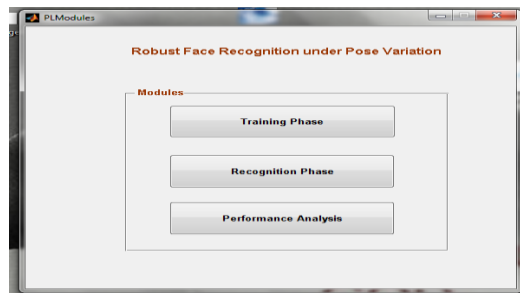 PLModules
Robust Face Recognition under Pose Variation
Modules
Training Phase
Recognition Phase
Performance Analysis